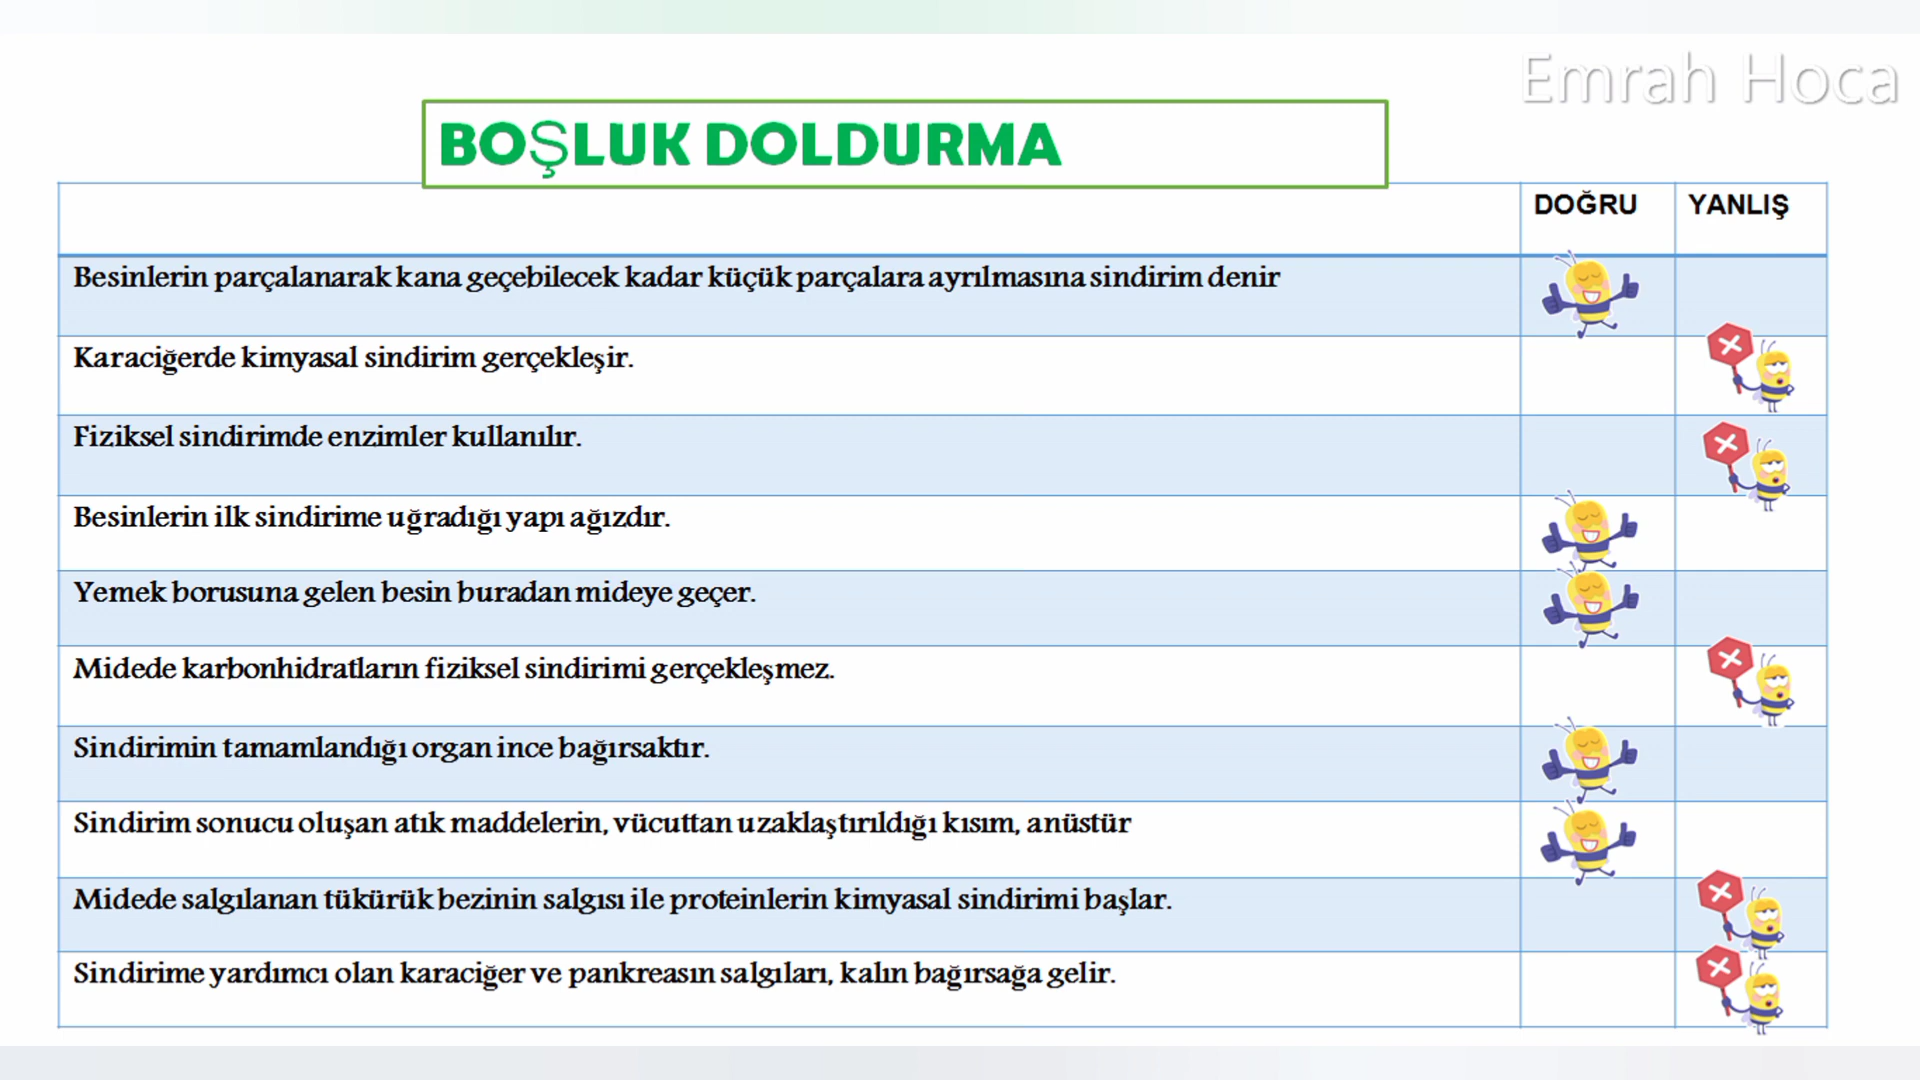 Emrah Hoca
BOŞLUK DOLDURMA
DOĞRU YANLIŞ
Besinlerin parçalanarak kana geçebilecek kadar küçük parçalara ayrılmasına sindirim denir
Karaciğerde kimyasal sindirim gerçekleşir.
Fiziksel sindirimde enzimler kullanılır.
Besinlerin ilk sindirime uğradığı yapı ağızdır.
Yemek borusuna gelen besin buradan mideye geçer.
Midede karbonhidratların fiziksel sindirimi gerçekleşmez.
Sindirimin tamamlandığı organ ince bağırsaktır.
Sindirim sonucu oluşan atık maddelerin, vücuttan uzaklaştırıldığı kısım, anüstür
Midede salgılanan tükürük bezinin salgısı ile proteinlerin kimyasal sindirimi başlar.
Sindirime yardımcı olan karaciğer ve pankreasın salgıları, kalın bağırsağa gelir.